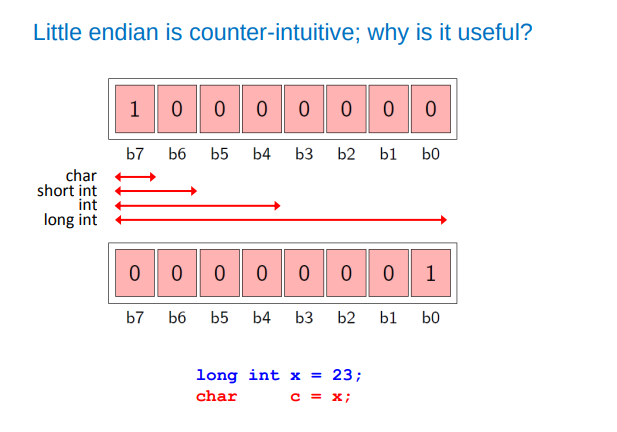 Little endian is counter-intuitive; why is it useful?
1 0 0 0 0 0 0 0
b7 b6 b5 b4 b3 b2 b1 b0
char
short int
int
long int
0 0 0 0 0 0 0 1
b7 b6 b5 b4 b3 b2 b1 b0
long int x = 23;
char c = x;